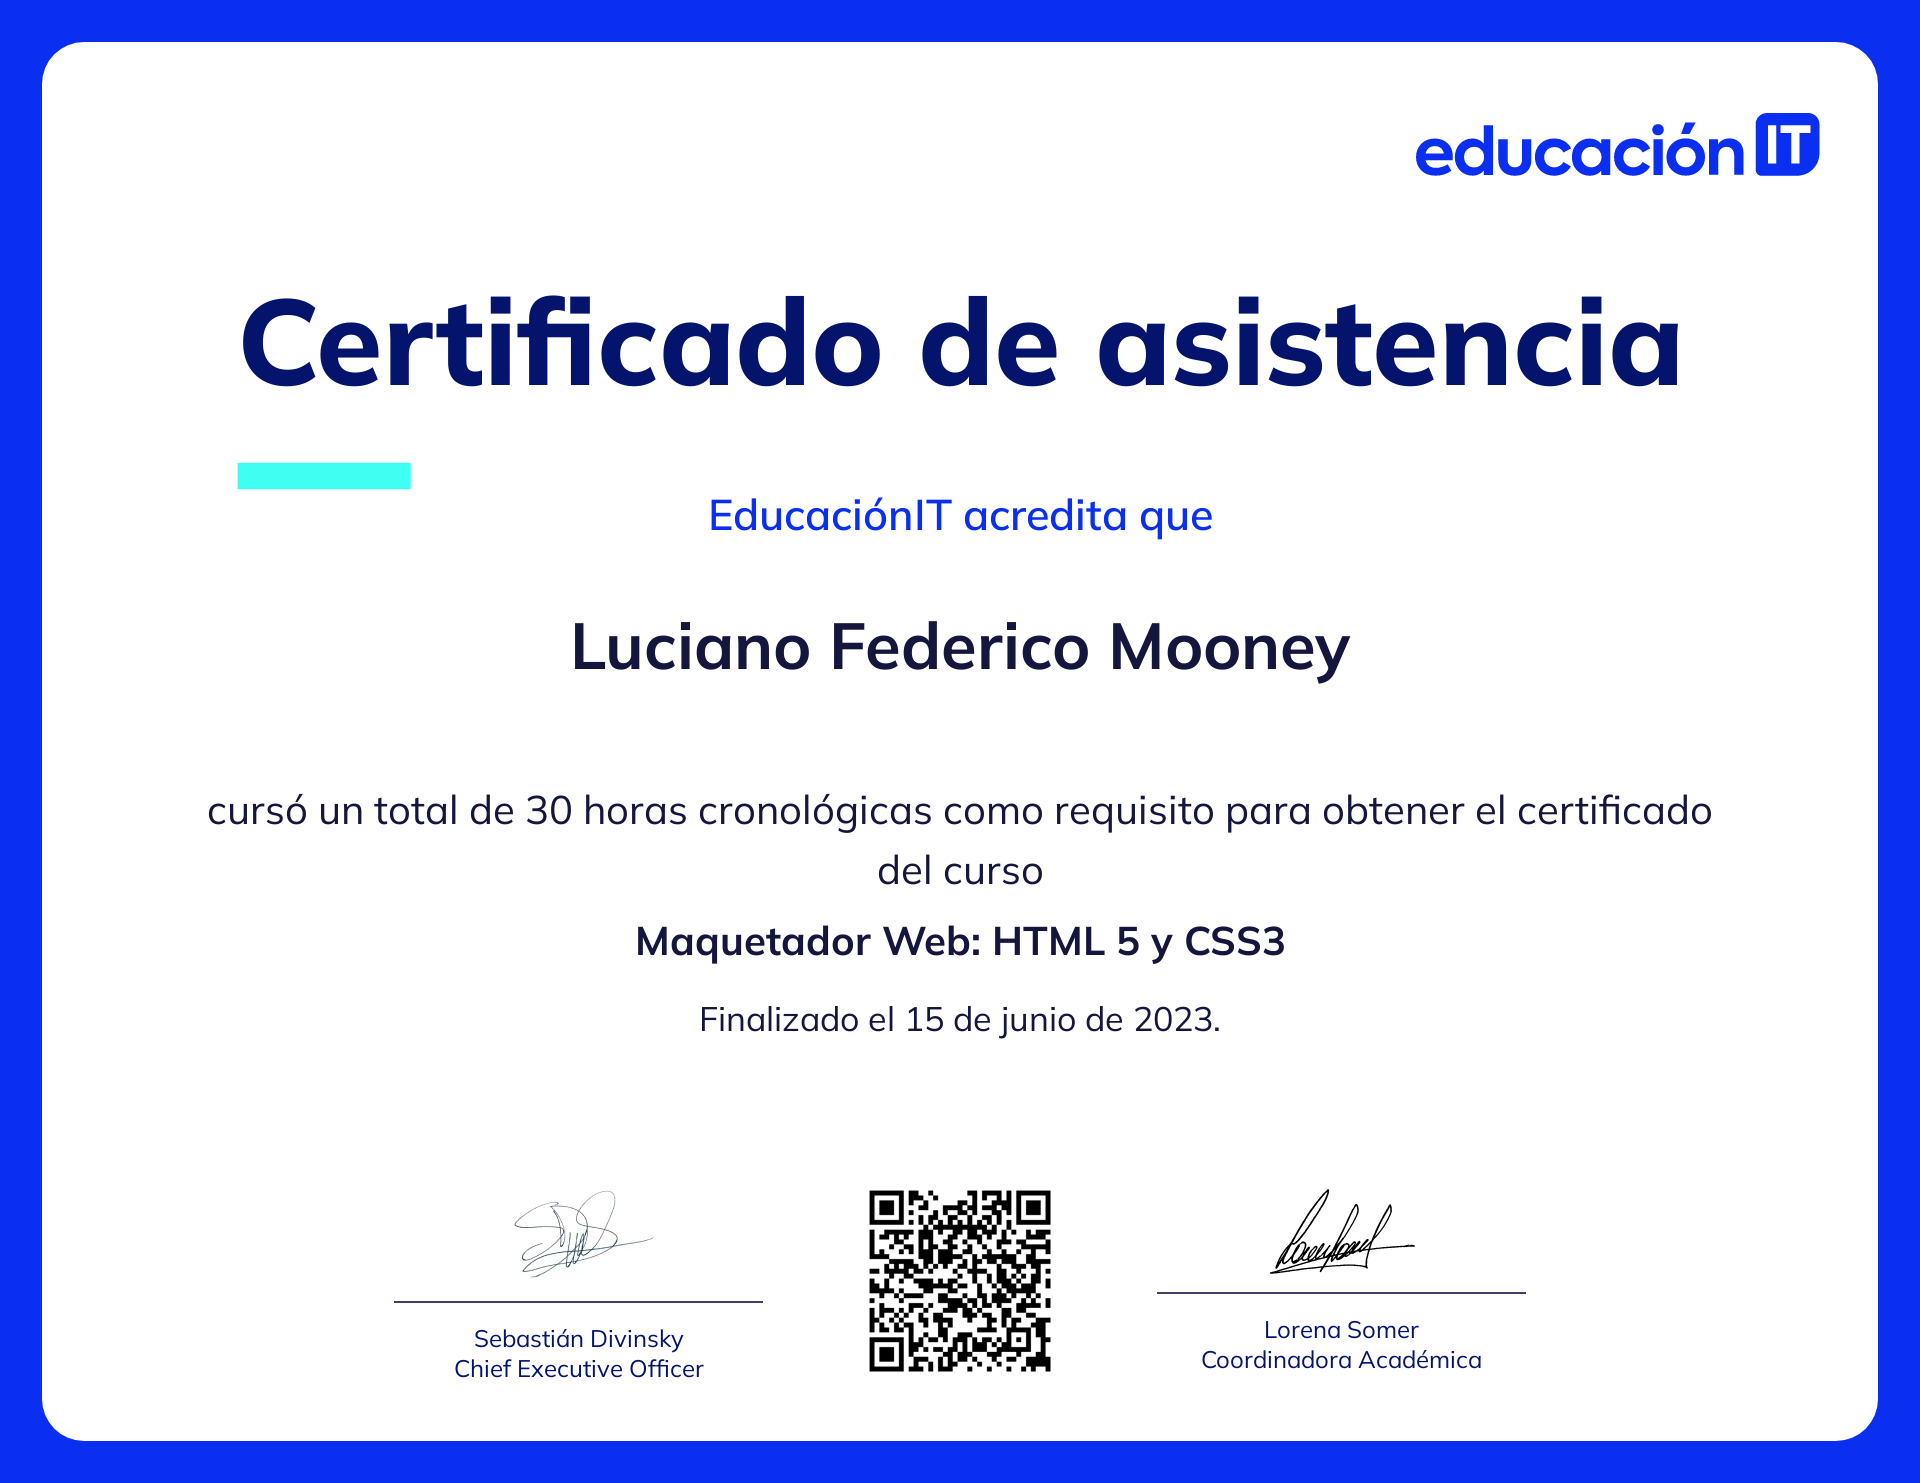 educación IT
Certificado de asistencia
EducaciónIT acredita que
Luciano Federico Mooney
cursó un total de 30 horas cronológicas como requisito para obtener el certificado
del curso
Maquetador Web: HTML 5 y CSS3
Finalizado el 15 de junio de 2023.
Sebastián Divinsky
Chief Executive Officer
Lorena Somer
Coordinadora Académica